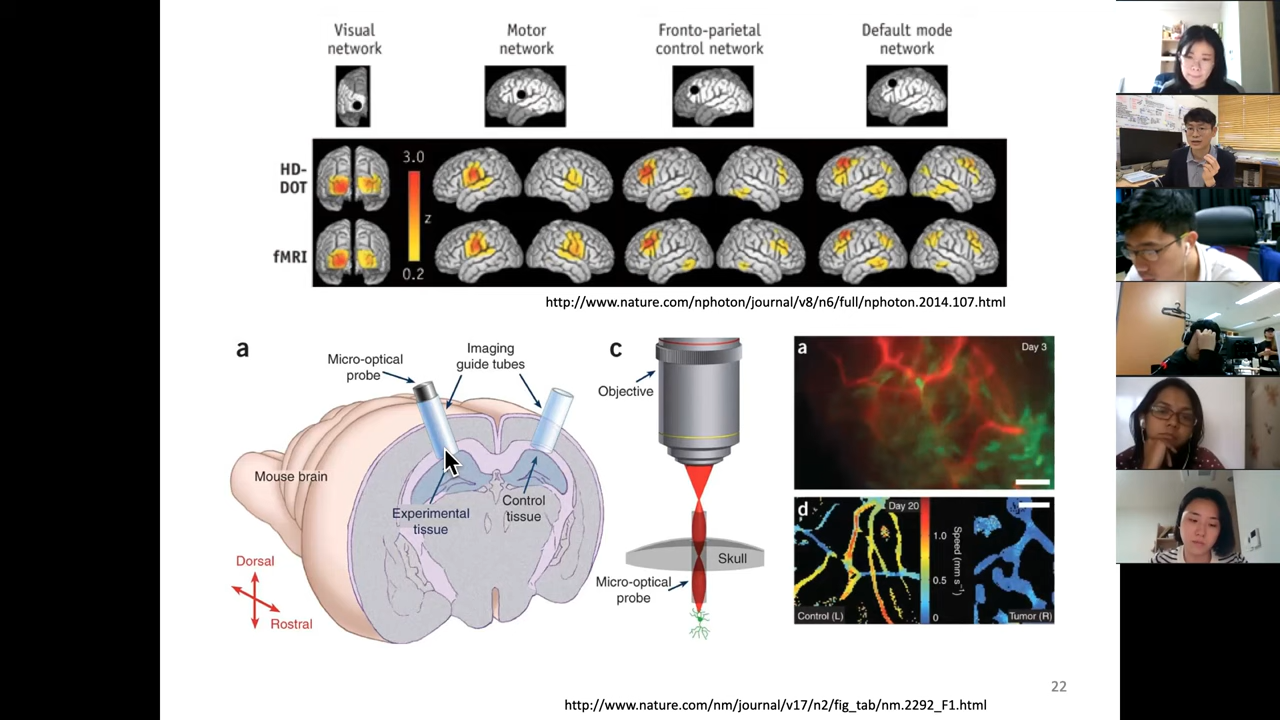 Visual
network
Motor
network
Fronto-parietal
control network
Default mode
network
HD-
DOT
fMRI
3.0
z
0.2
http://www.nature.com/nphoton/journal/v8/n6/full/nphoton.2014.107.html
a
Micro-optical
probe
Imaging
guide tubes
Mouse brain
Experimental
tissue
Control
tissue
Dorsal
Rostral
c
Objective
Skull
Micro-optical
probe
a
Day 3
d
Day 20
1.0
0.5
0
Speed (mm s⁻¹)
Control (L)
Tumor (R)
22
http://www.nature.com/nm/journal/v17/n2/fig_tab/nm.2292_F1.html